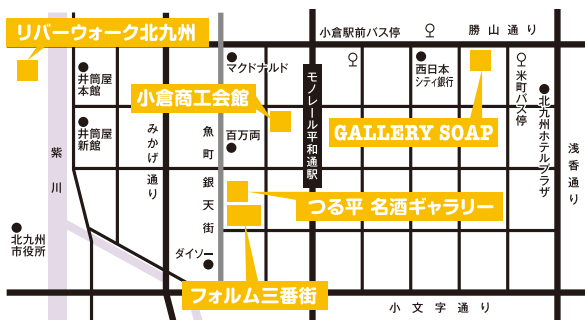 リバーウォーク北九州
小倉駅前バス停
勝山通り
マクドナルド
西日本
シティ銀行
米町バス停
井筒屋
本館
小倉商工会館
モノレール平和通駅
北九州ホテルプラザ
GALLERY SOAP
井筒屋
新館
みかげ通り
魚町銀天街
百万両
浅香通り
紫川
つる平 名酒ギャラリー
北九州
市役所
ダイソー
フォルム三番街
小文字通り